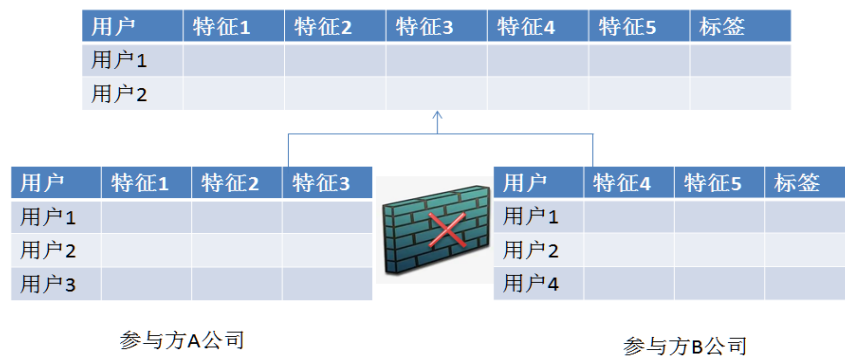 用户 特征1 特征2 特征3 特征4 特征5 标签
用户1
用户2
用户 特征1 特征2 特征3
用户1
用户2
用户3
用户 特征4 特征5 标签
用户1
用户2
用户4
参与方A公司
参与方B公司